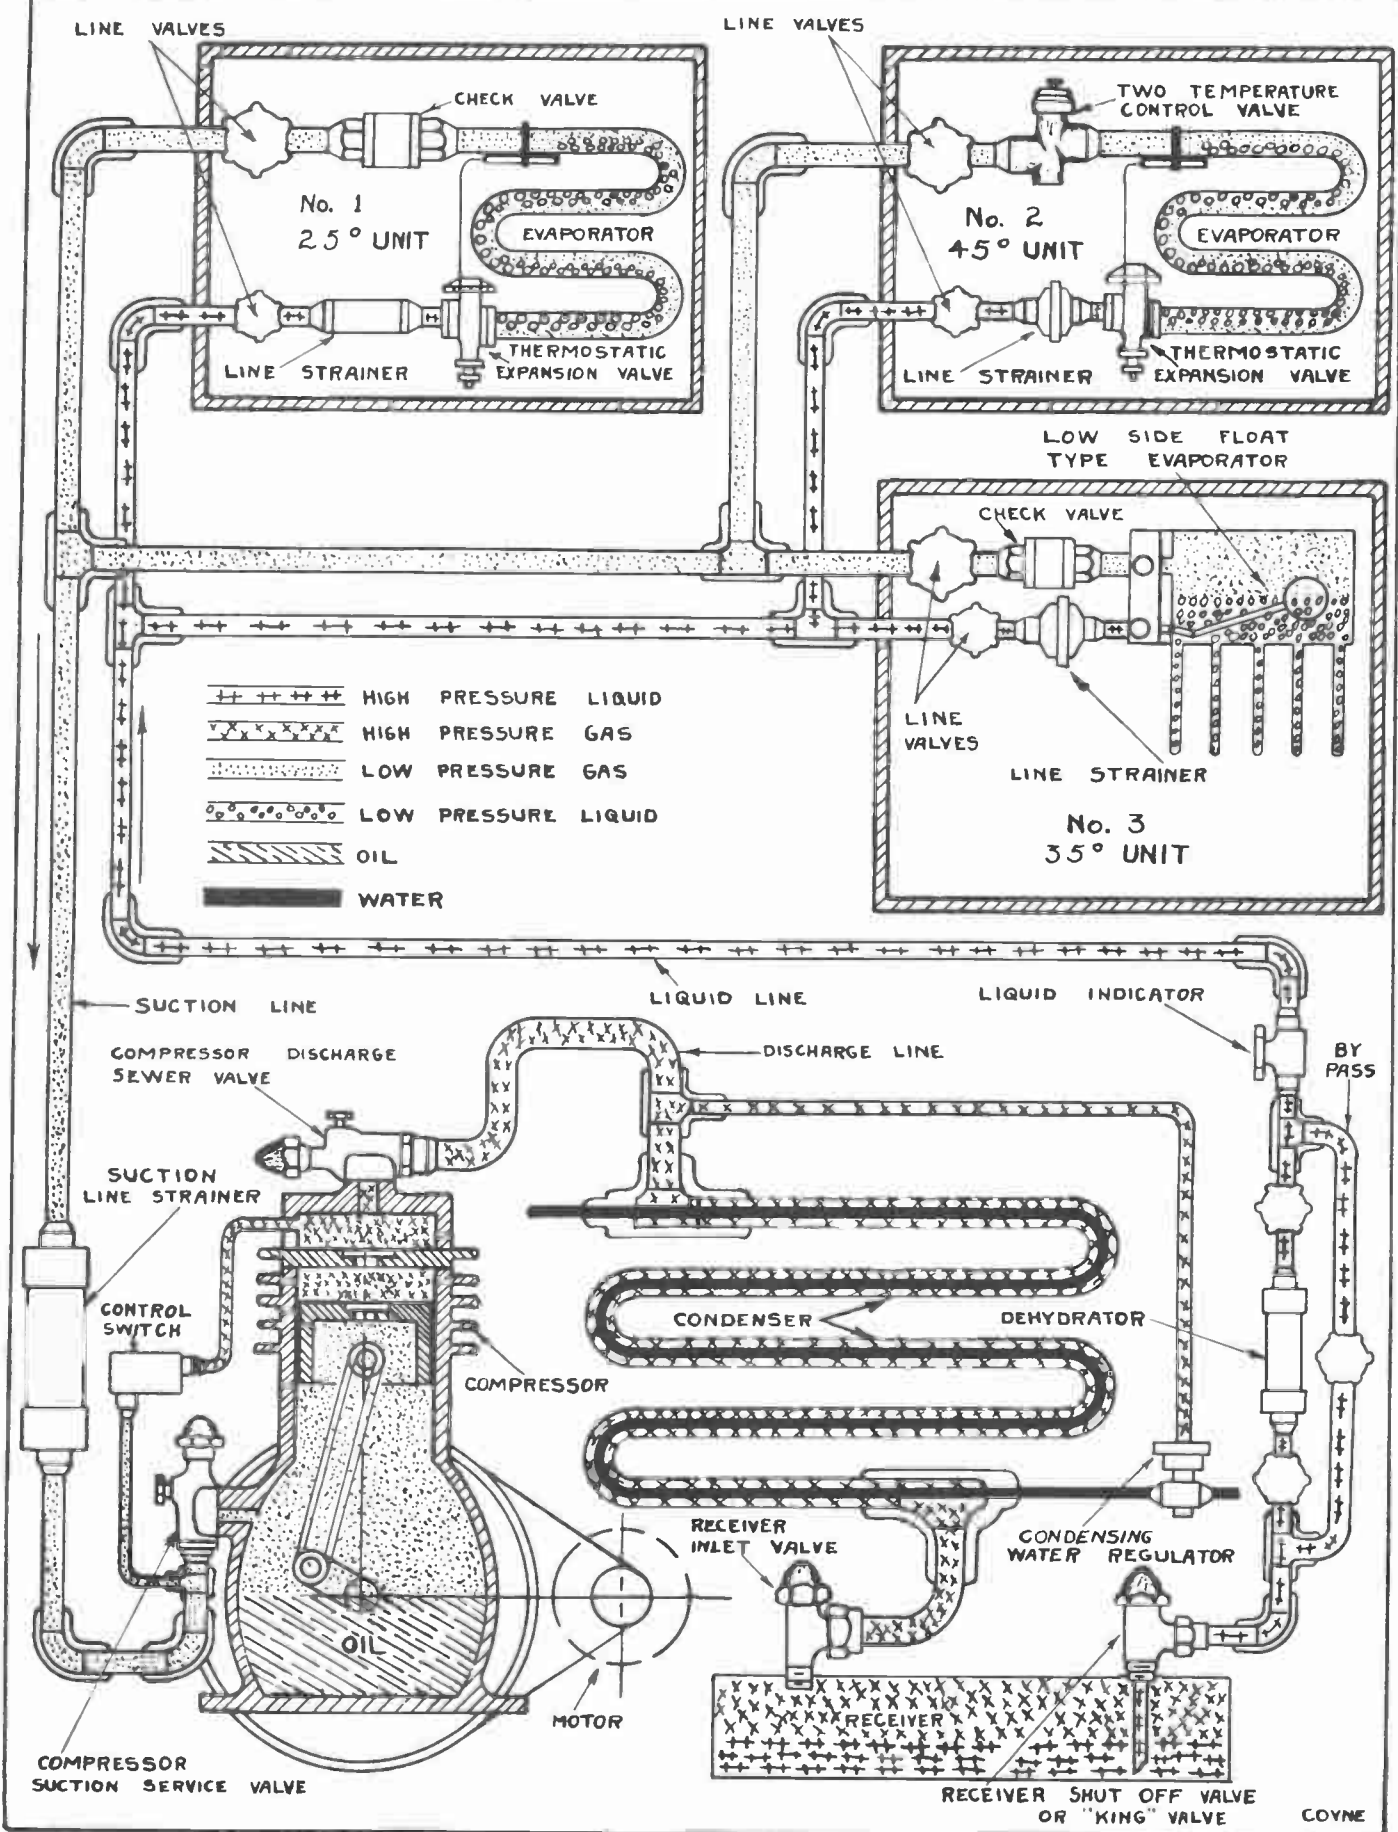 LINE VALVES
LINE VALVES
CHECK VALVE
TWO TEMPERATURE
CONTROL VALVE
No. 1
25° UNIT
EVAPORATOR
No. 2
45° UNIT
EVAPORATOR
LINE STRAINER
THERMOSTATIC
EXPANSION VALVE
LINE STRAINER
THERMOSTATIC
EXPANSION VALVE
LOW SIDE FLOAT
TYPE EVAPORATOR
CHECK VALVE
HIGH PRESSURE LIQUID
HIGH PRESSURE GAS
LOW PRESSURE GAS
LOW PRESSURE LIQUID
OIL
WATER
LINE
VALVES
LINE STRAINER
No. 3
35° UNIT
SUCTION LINE
LIQUID LINE
LIQUID INDICATOR
COMPRESSOR DISCHARGE
SEWER VALVE
DISCHARGE LINE
BY
PASS
SUCTION
LINE STRAINER
CONTROL
SWITCH
CONDENSER
DEHYDRATOR
COMPRESSOR
RECEIVER
INLET VALVE
CONDENSING
WATER REGULATOR
OIL
MOTOR
RECEIVER
COMPRESSOR
SUCTION SERVICE VALVE
RECEIVER SHUT OFF VALVE
OR "KING" VALVE
COYNE